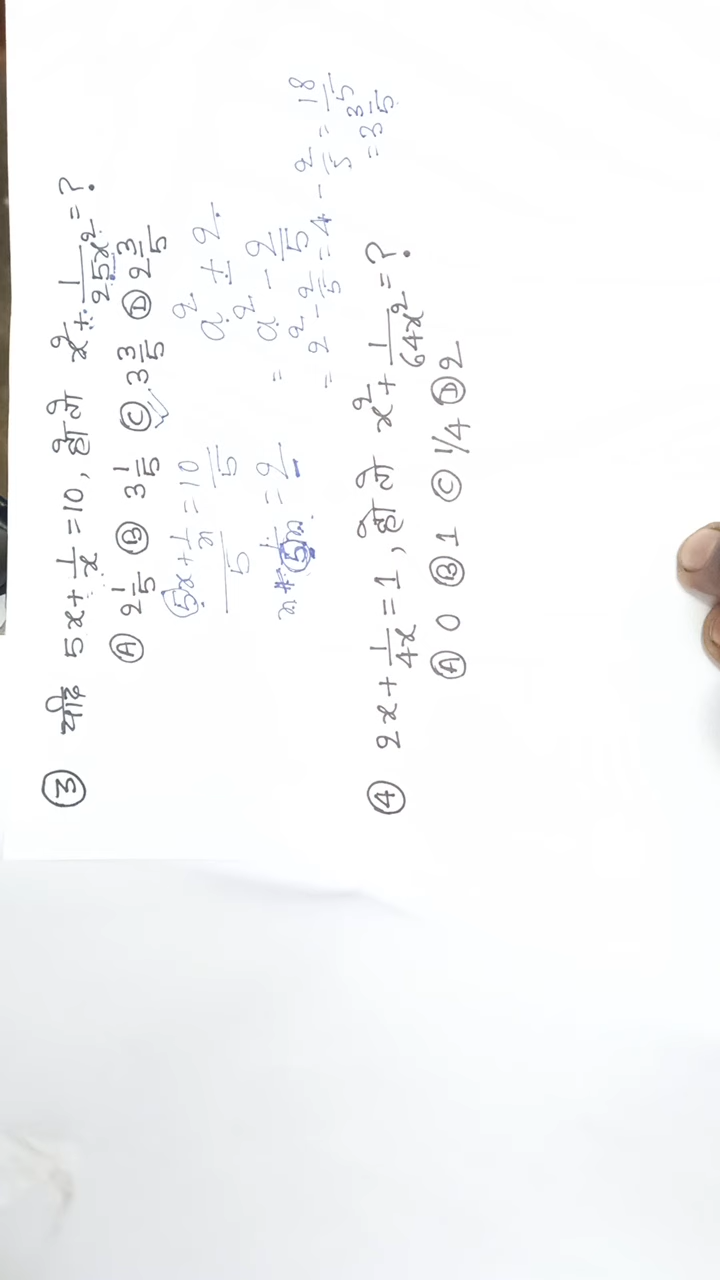 ③ यदि 5x + 1/x = 10, हो तो x² + 1/25x² = ?
Ⓐ 2 1/5 Ⓑ 3 1/5 Ⓒ 3 3/5 Ⓓ 2 3/5
5x + 1/x = 10
5 5
x + 1/5x = 2
a² ± 2.
= a² - 2/5
= 2² - 2/5 = 4 - 2/5 = 18/5
= 3 3/5
④ 2x + 1/4x = 1, हो तो x² + 1/64x² = ?
Ⓐ 0 Ⓑ 1 Ⓒ 1/4 Ⓓ 2